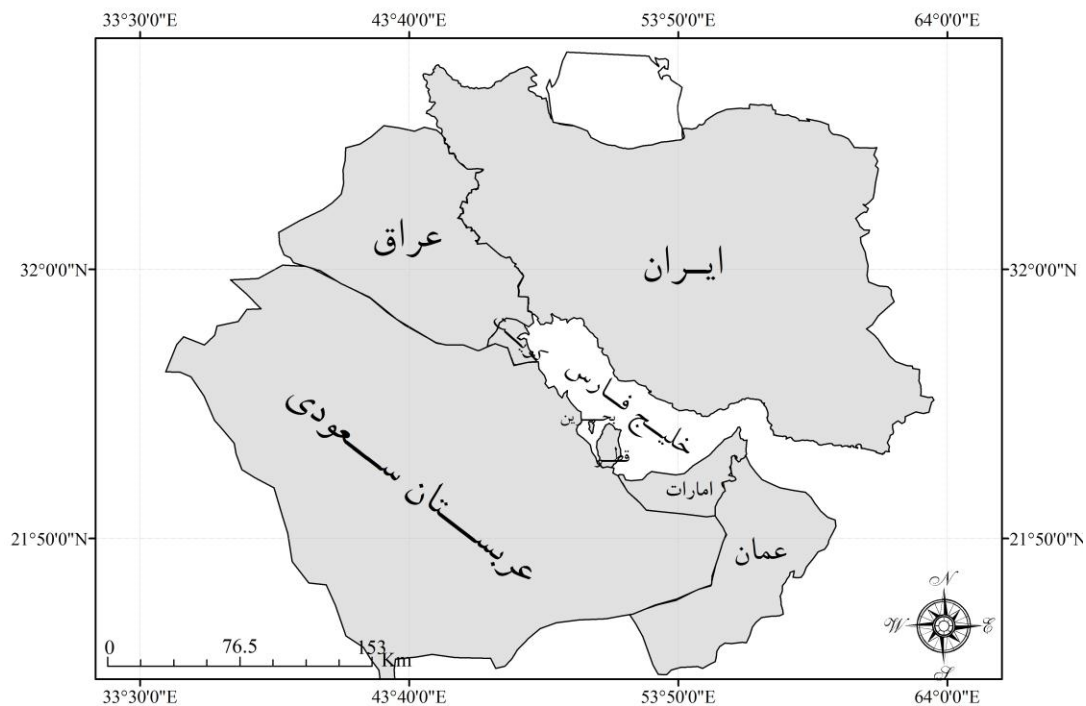 33°30'0"E 43°40'0"E 53°50'0"E 64°0'0"E
عراق
ایران
32°0'0"N 32°0'0"N
کویت
خلیج فارس
بحرین
قطر
عربستان سعودی
امارات
21°50'0"N 21°50'0"N
عمان
N
W E
S
0 76.5 153 Km
33°30'0"E 43°40'0"E 53°50'0"E 64°0'0"E